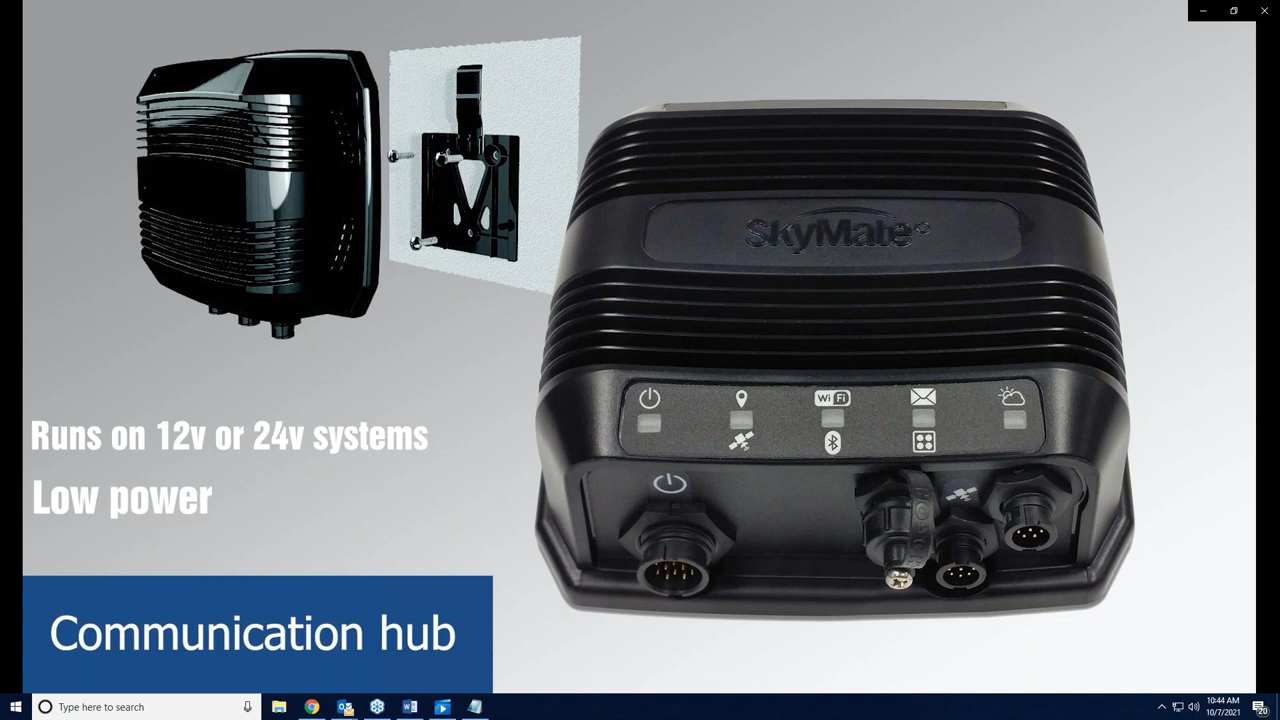 SkyMate
Wi Fi
Runs on 12v or 24v systems
Low power
Communication hub
Type here to search
10:44 AM
10/7/2021
20